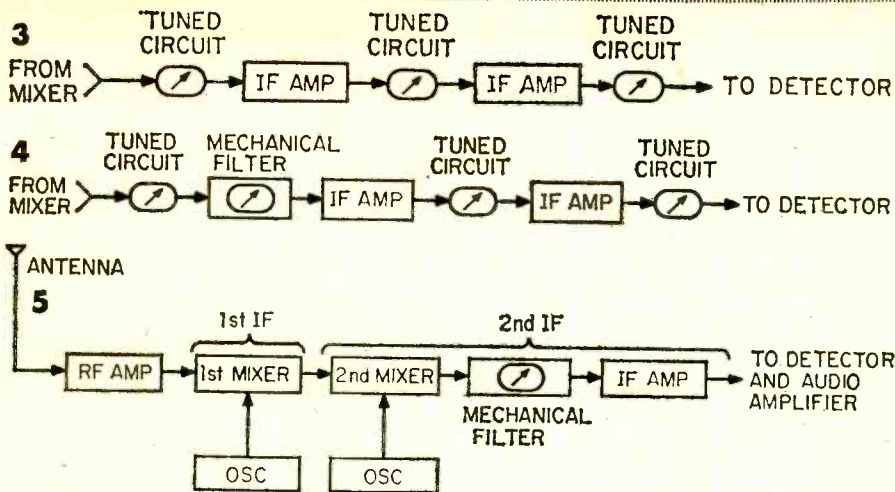 3
TUNED
CIRCUIT
TUNED
CIRCUIT
TUNED
CIRCUIT
FROM
MIXER
IF AMP
IF AMP
TO DETECTOR
4
TUNED
CIRCUIT
MECHANICAL
FILTER
TUNED
CIRCUIT
TUNED
CIRCUIT
FROM
MIXER
IF AMP
IF AMP
TO DETECTOR
ANTENNA
5
1st IF
2nd IF
RF AMP
1st MIXER
2nd MIXER
MECHANICAL
FILTER
IF AMP
TO DETECTOR
AND AUDIO
AMPLIFIER
OSC
OSC